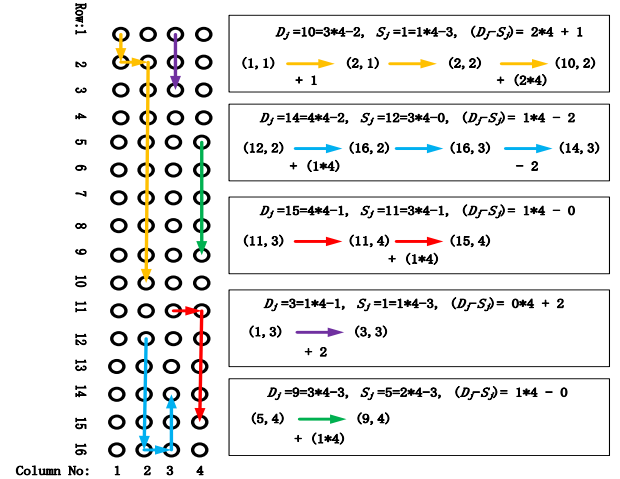 Row:1
2
3
4
5
6
7
8
9
10
11
12
13
14
15
16
Column No: 1 2 3 4
Dj=10=3*4-2, Sj=1=1*4-3, (Dj-Sj)= 2*4 + 1
(1, 1) (2, 1) (2, 2) (10, 2)
+ 1 + (2*4)
Dj=14=4*4-2, Sj=12=3*4-0, (Dj-Sj)= 1*4 - 2
(12, 2) (16, 2) (16, 3) (14, 3)
+ (1*4) - 2
Dj=15=4*4-1, Sj=11=3*4-1, (Dj-Sj)= 1*4 - 0
(11, 3) (11, 4) (15, 4)
+ (1*4)
Dj=3=1*4-1, Sj=1=1*4-3, (Dj-Sj)= 0*4 + 2
(1, 3) (3, 3)
+ 2
Dj=9=3*4-3, Sj=5=2*4-3, (Dj-Sj)= 1*4 - 0
(5, 4) (9, 4)
+ (1*4)